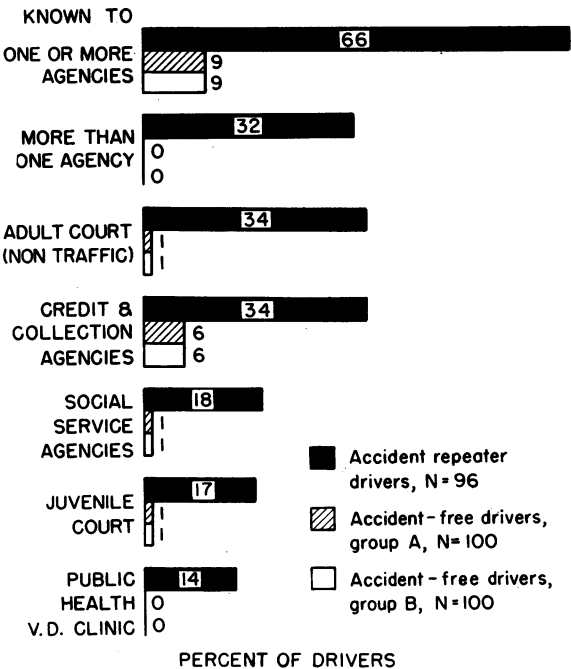 KNOWN TO
ONE OR MORE
AGENCIES
66
9
9
MORE THAN
ONE AGENCY
32
0
0
ADULT COURT
(NON TRAFFIC)
34
1
1
CREDIT &
COLLECTION
AGENCIES
34
6
6
SOCIAL
SERVICE
AGENCIES
18
1
1
JUVENILE
COURT
17
1
1
PUBLIC
HEALTH
V.D. CLINIC
14
0
0
Accident repeater
drivers, N=96
Accident-free drivers,
group A, N=100
Accident-free drivers,
group B, N=100
PERCENT OF DRIVERS